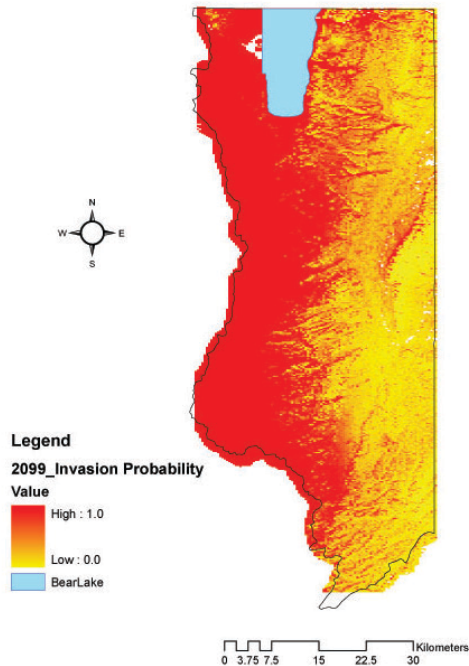 N
W E
S
Legend
2099_Invasion Probability
Value
High : 1.0
Low : 0.0
BearLake
Kilometers
0 3.75 7.5 15 22.5 30